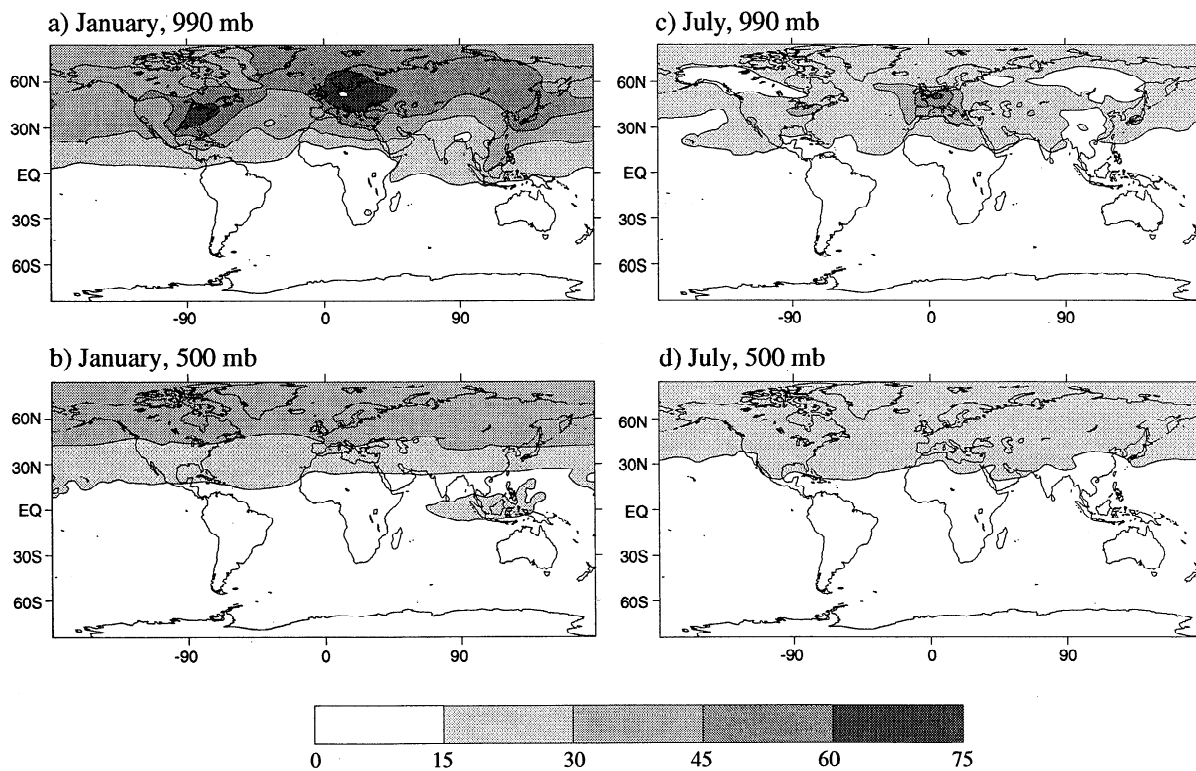 a) January, 990 mb
60N
30N
EQ
30S
60S
-90 0 90
c) July, 990 mb
60N
30N
EQ
30S
60S
-90 0 90
b) January, 500 mb
60N
30N
EQ
30S
60S
-90 0 90
d) July, 500 mb
60N
30N
EQ
30S
60S
-90 0 90
0 15 30 45 60 75